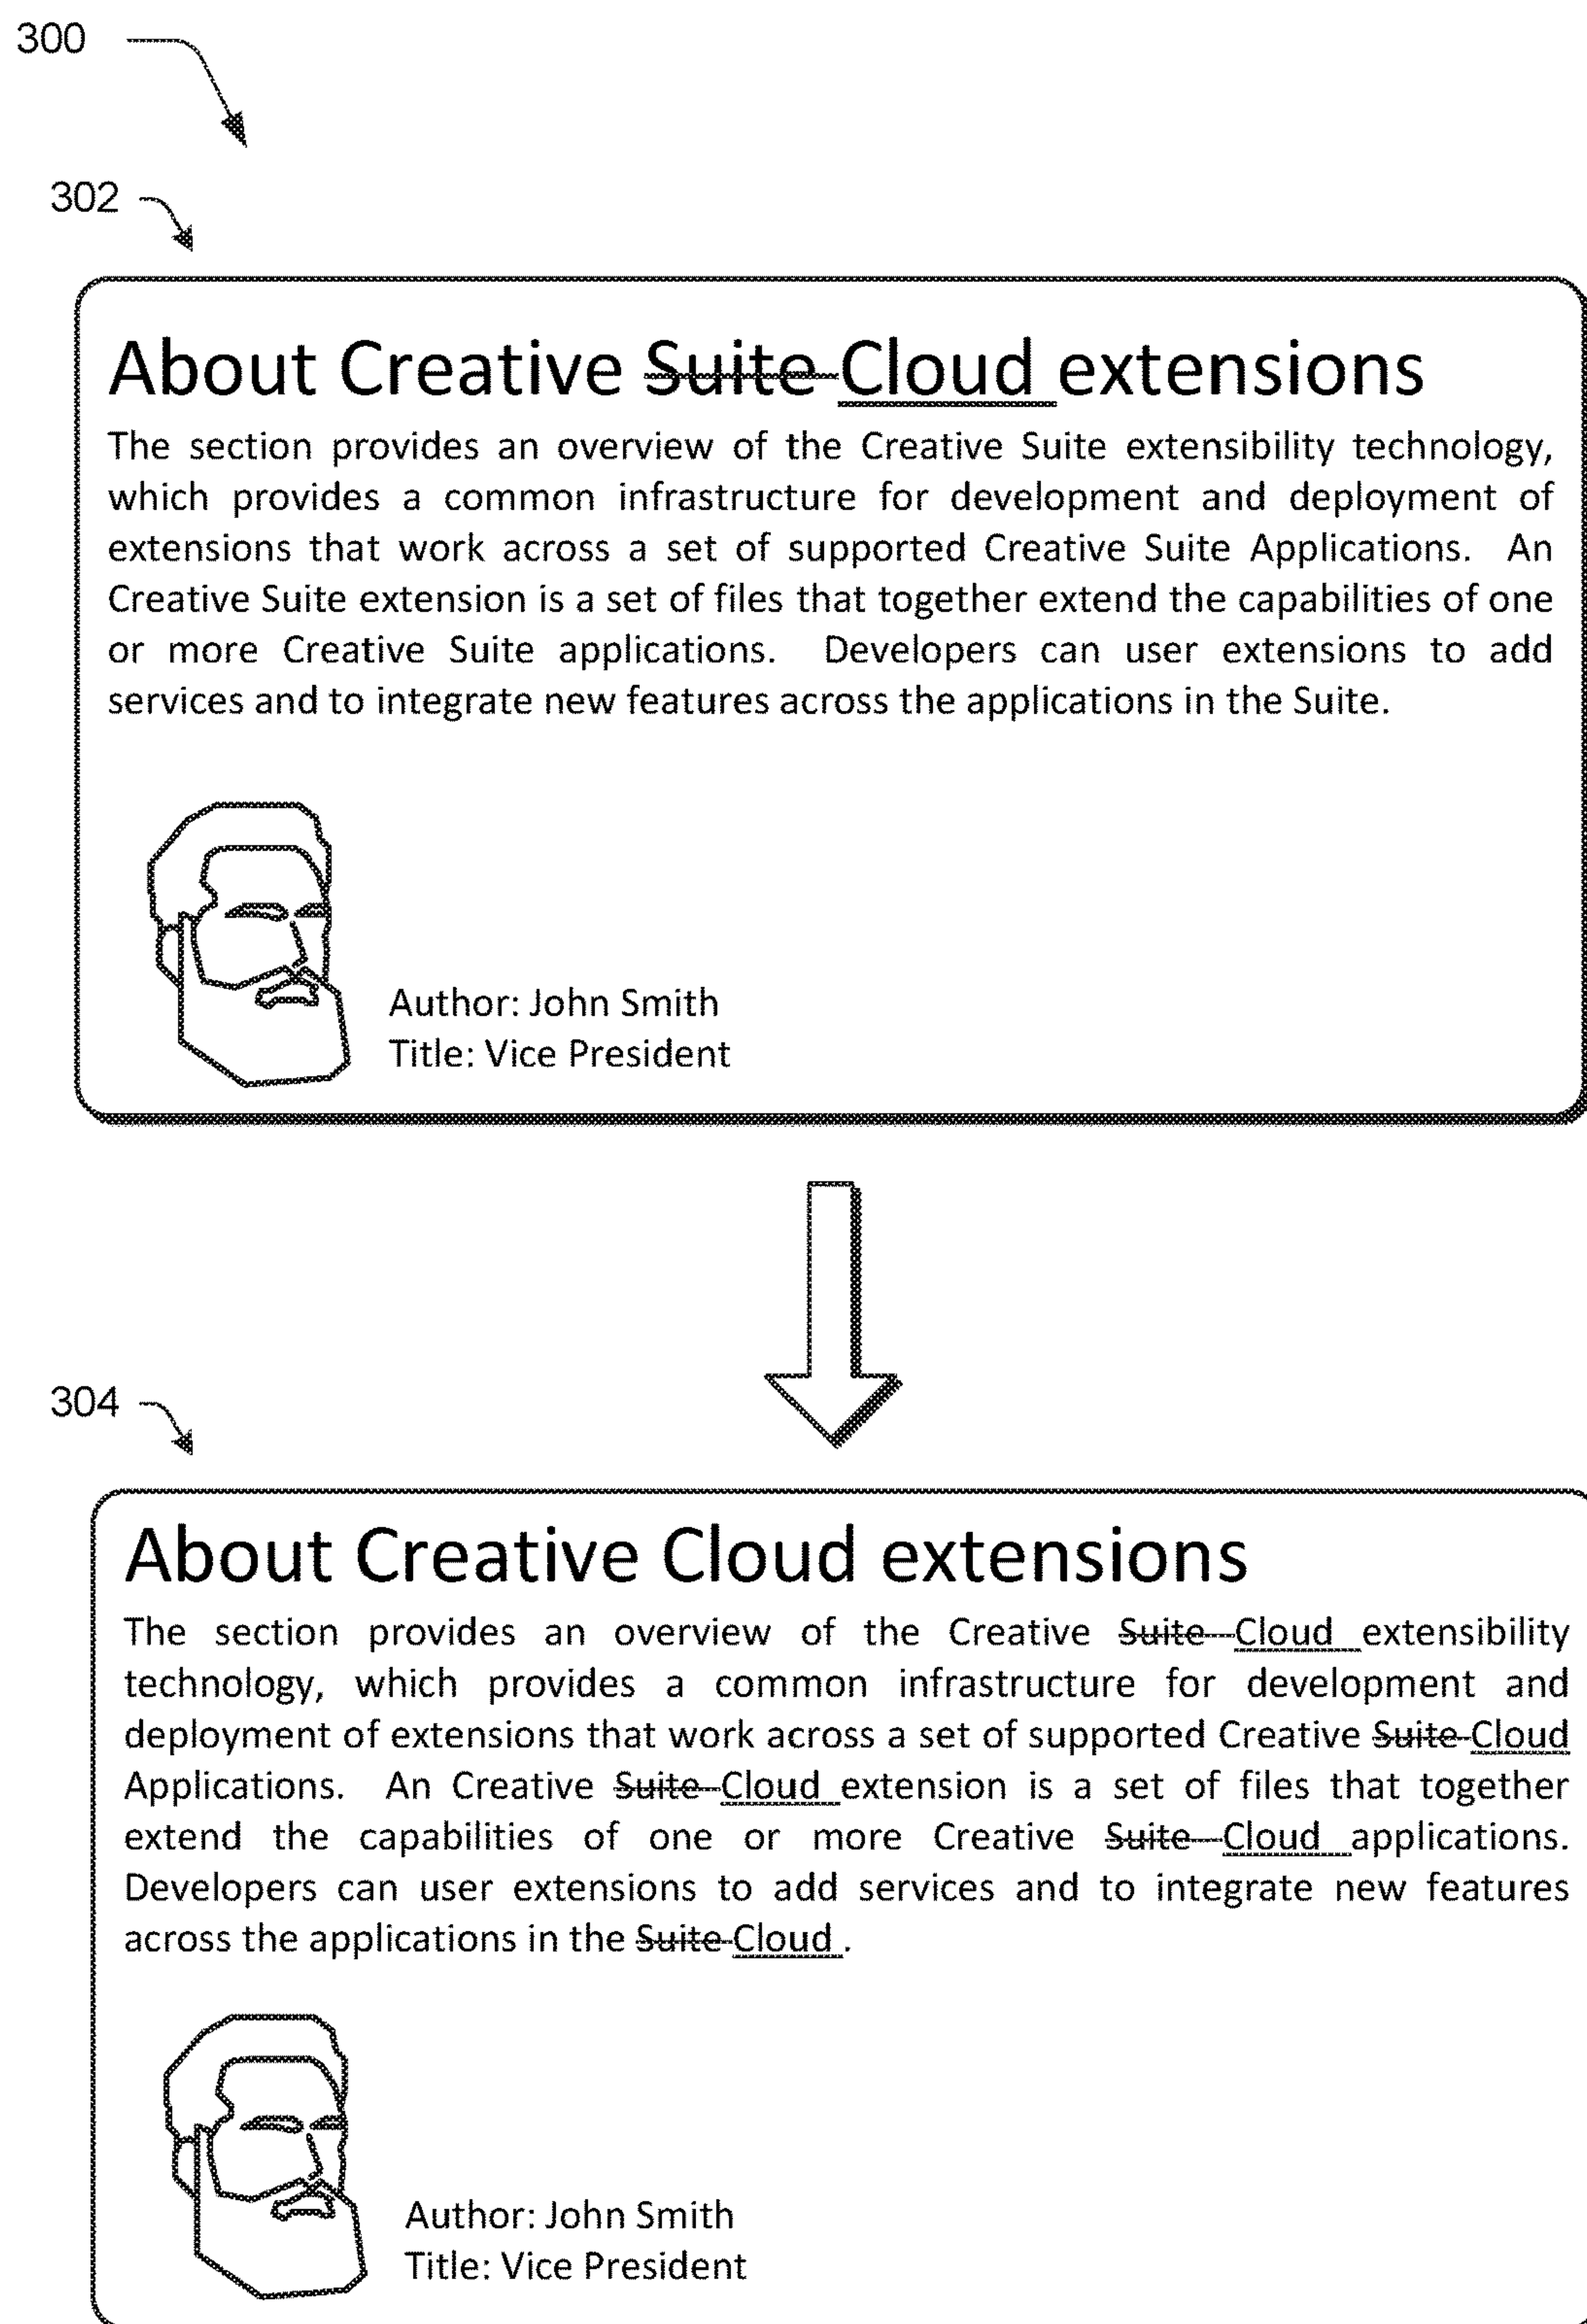 300
302
About Creative Suite Cloud extensions
The section provides an overview of the Creative Suite extensibility technology,
which provides a common infrastructure for development and deployment of
extensions that work across a set of supported Creative Suite Applications. An
Creative Suite extension is a set of files that together extend the capabilities of one
or more Creative Suite applications. Developers can user extensions to add
services and to integrate new features across the applications in the Suite.
Author: John Smith
Title: Vice President
304
About Creative Cloud extensions
The section provides an overview of the Creative Suite Cloud extensibility
technology, which provides a common infrastructure for development and
deployment of extensions that work across a set of supported Creative Suite Cloud
Applications. An Creative Suite Cloud extension is a set of files that together
extend the capabilities of one or more Creative Suite Cloud applications.
Developers can user extensions to add services and to integrate new features
across the applications in the Suite Cloud .
Author: John Smith
Title: Vice President